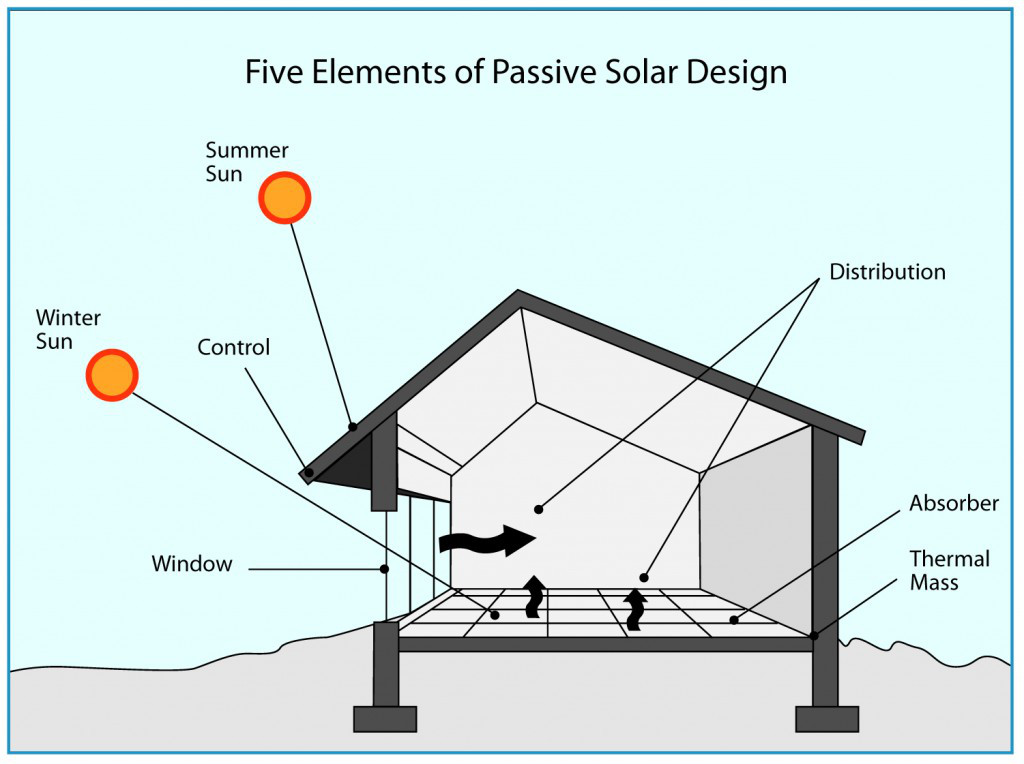 Five Elements of Passive Solar Design
Summer
Sun
Distribution
Winter
Sun
Control
Absorber
Window
Thermal
Mass